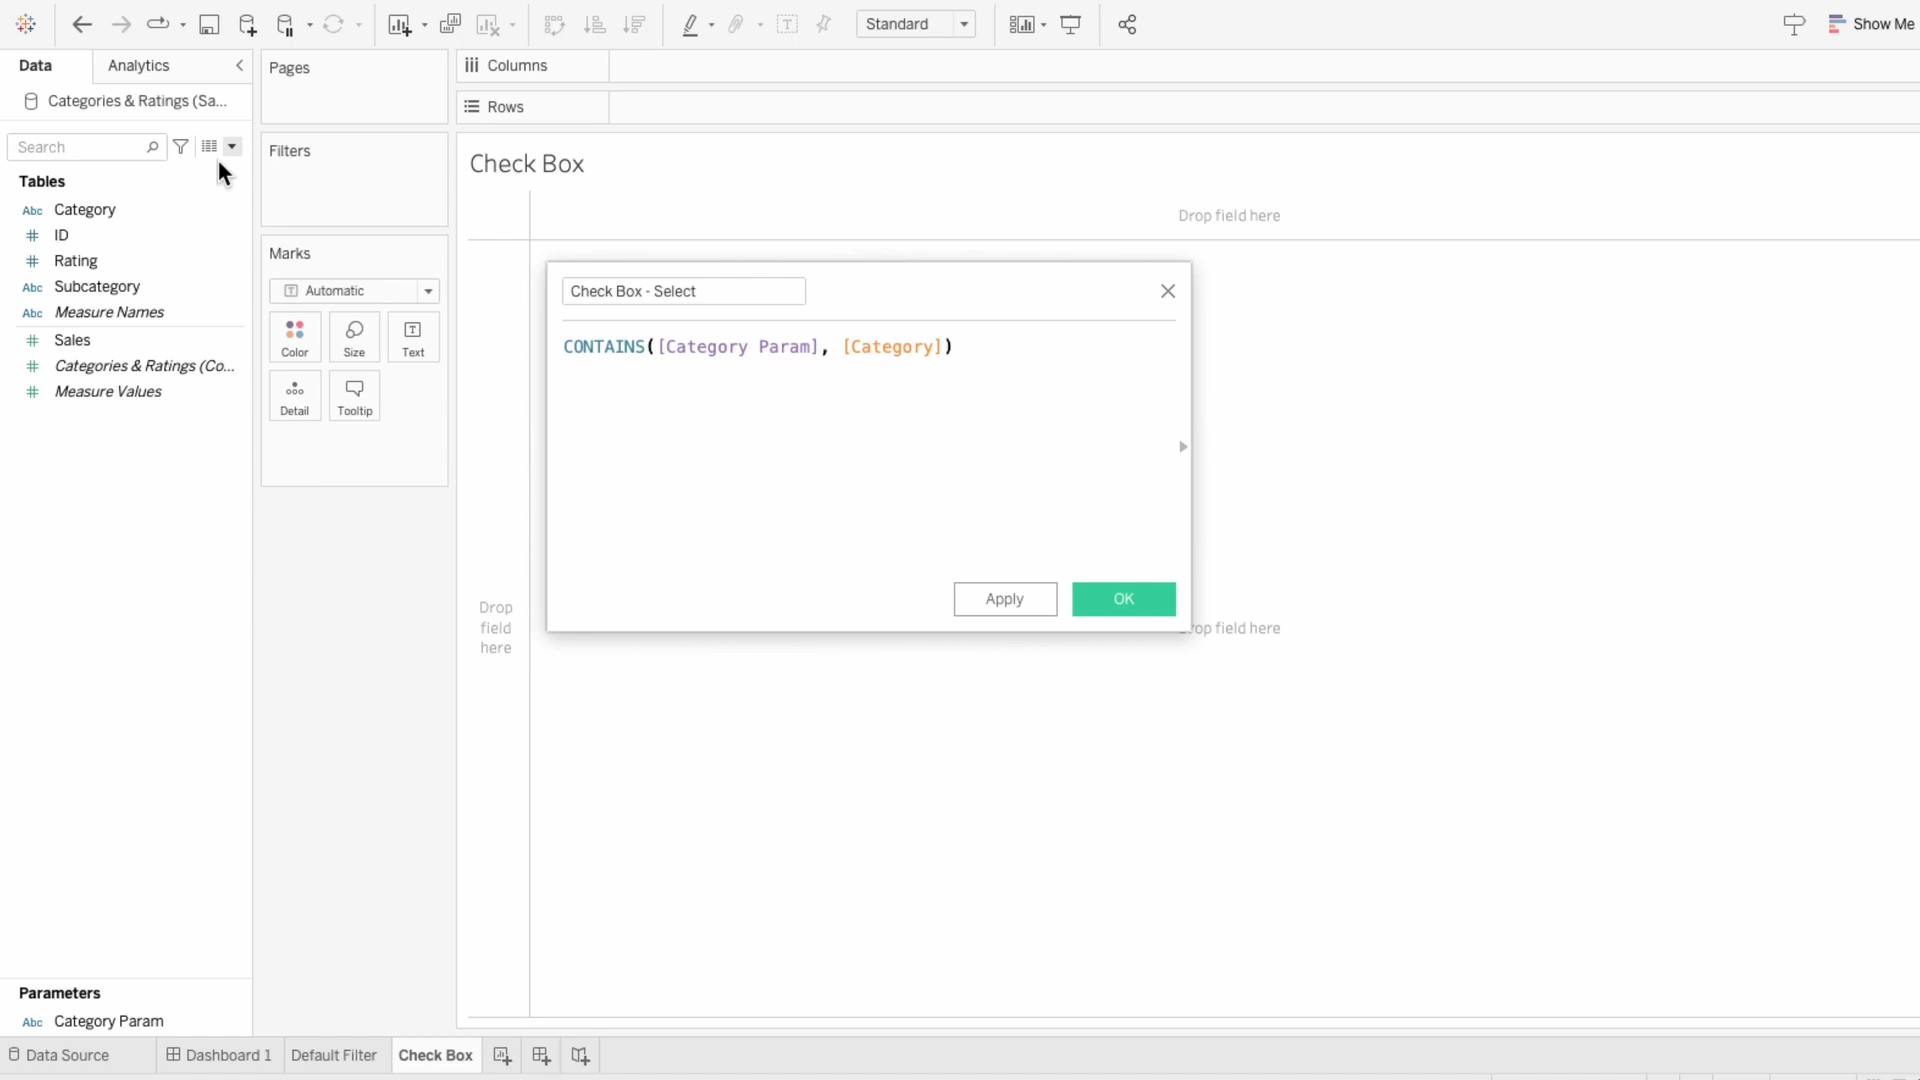 Standard
Show Me
Data
Analytics
Pages
Columns
Categories & Ratings (Sa...
Rows
Search
Filters
Check Box
Tables
Abc Category
# ID
# Rating
Abc Subcategory
Abc Measure Names
# Sales
# Categories & Ratings (Co...
# Measure Values
Marks
T Automatic
Color
Size
T Text
Detail
Tooltip
Drop field here
Check Box - Select
CONTAINS([Category Param], [Category])
Apply
OK
Drop
field
here
rop field here
Parameters
Abc Category Param
Data Source
Dashboard 1
Default Filter
Check Box